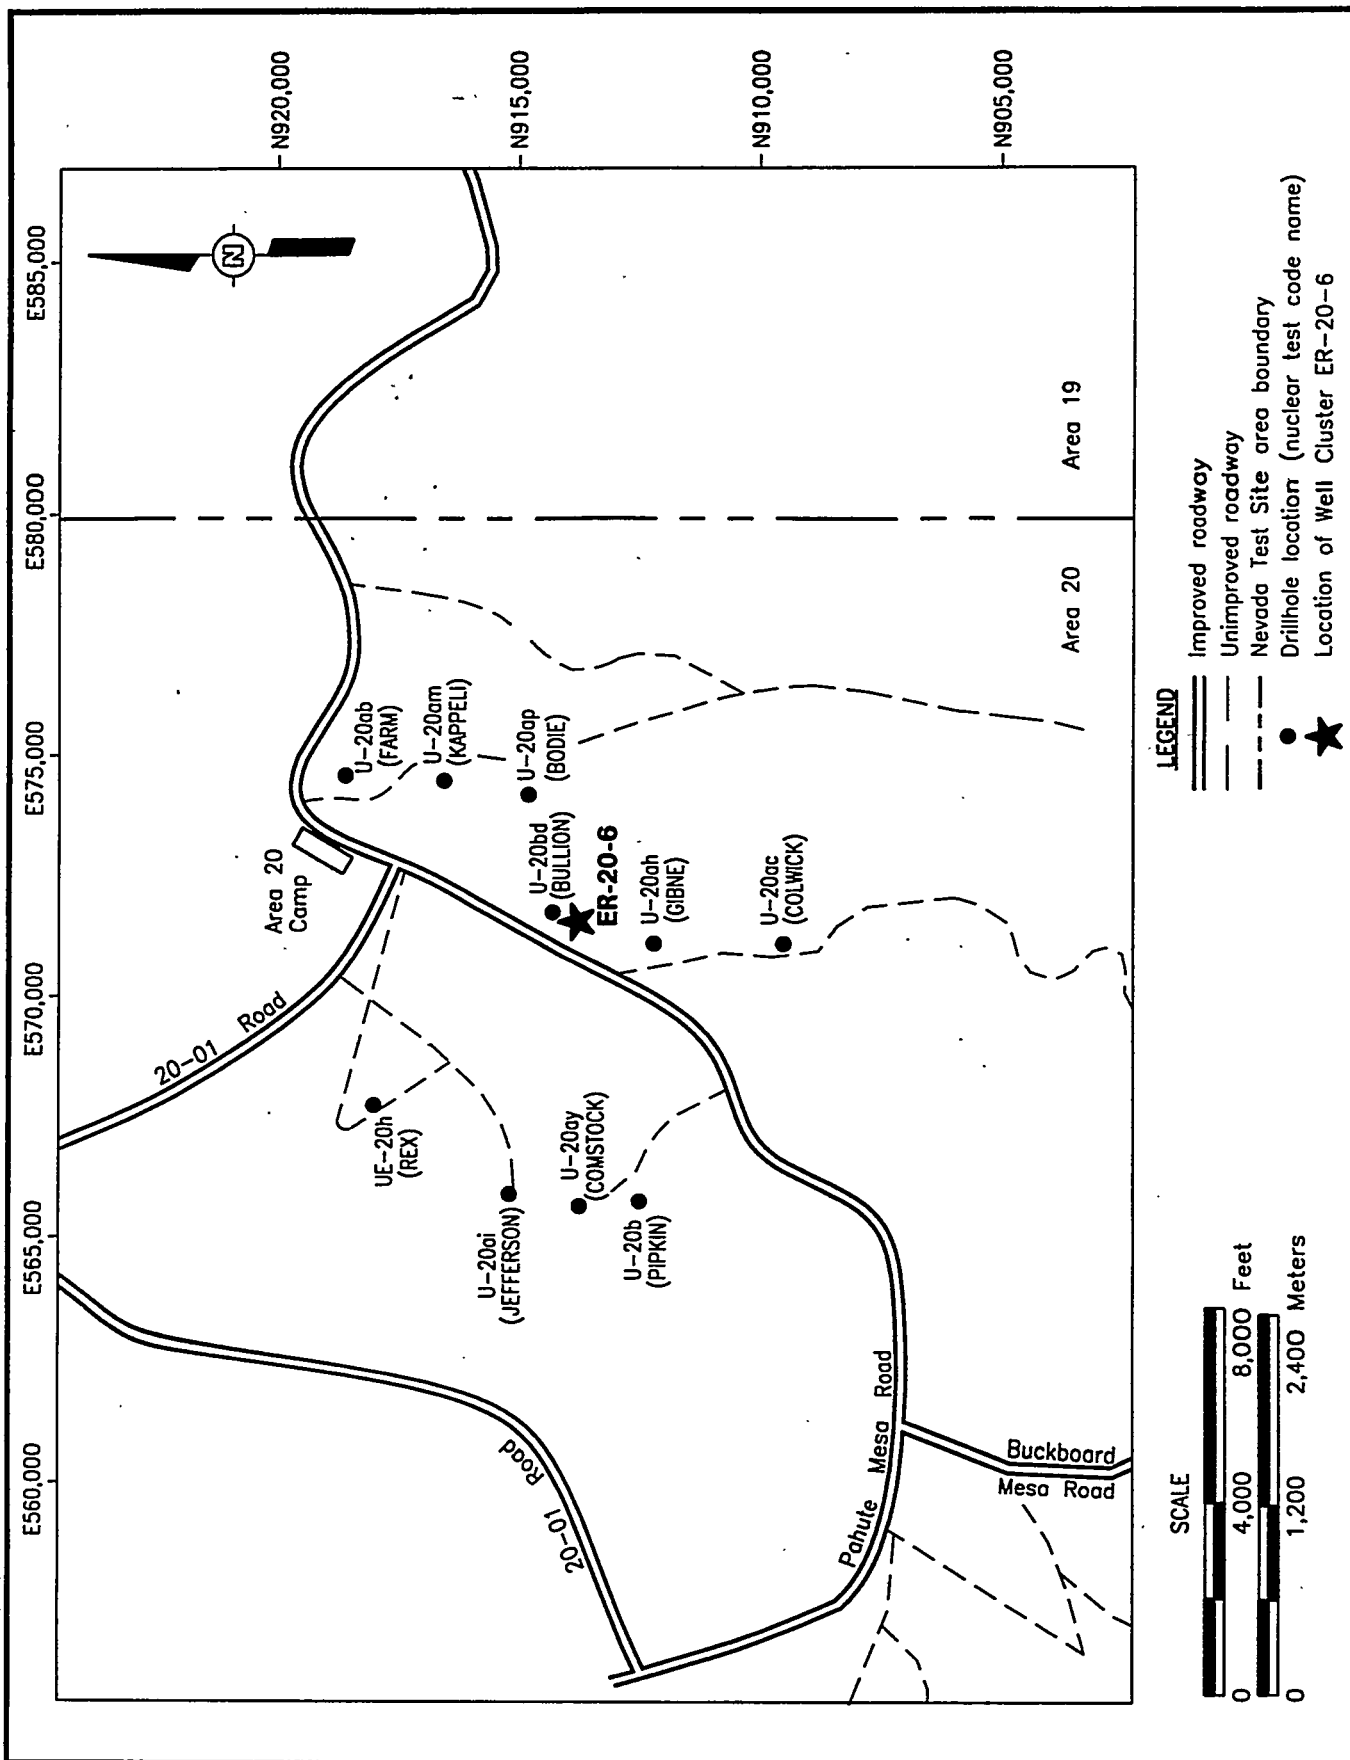 E560,000
E565,000
E570,000
E575,000
E580,000
E585,000
N920,000
N915,000
N910,000
N905,000
N
20-01 Road
20-01 Road
Area 20
Camp
UE-20h
(REX)
U-20ab
(FARM)
U-20am
(KAPPELI)
U-20ap
(BODIE)
U-20bd
(BULLION)
ER-20-6
U-20ai
(JEFFERSON)
U-20ay
(COMSTOCK)
U-20b
(PIPKIN)
U-20ah
(GIBNE)
U-20ac
(COLWICK)
Pahute Mesa Road
Buckboard
Mesa Road
Area 20
Area 19
SCALE
0 4,000 8,000 Feet
0 1,200 2,400 Meters
LEGEND
Improved roadway
Unimproved roadway
Nevada Test Site area boundary
Drillhole location (nuclear test code name)
Location of Well Cluster ER-20-6